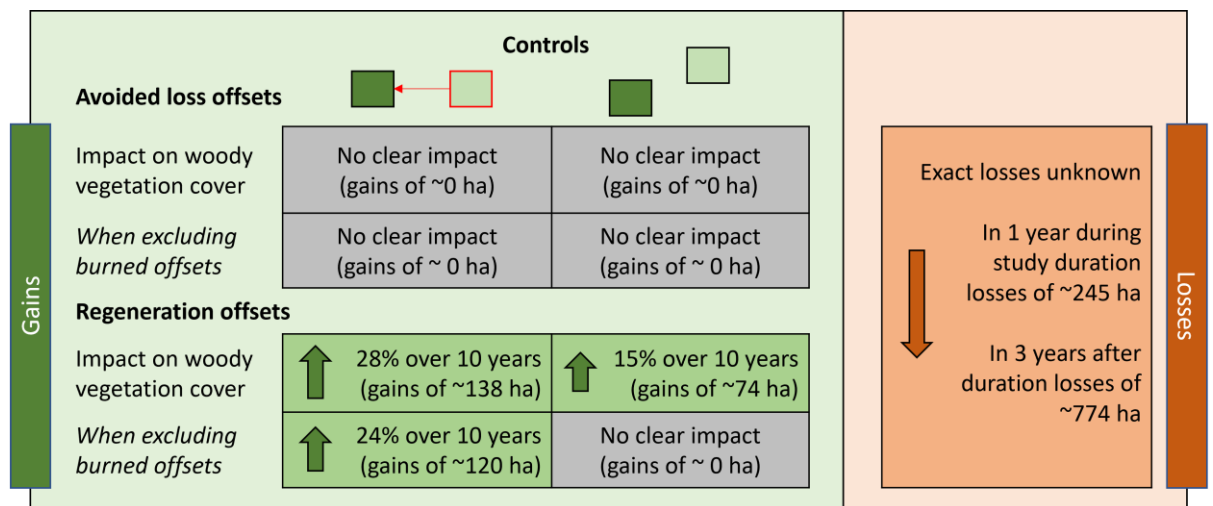 Controls
Avoided loss offsets
Impact on woody
vegetation cover
No clear impact
(gains of ~0 ha)
No clear impact
(gains of ~0 ha)
When excluding
burned offsets
No clear impact
(gains of ~ 0 ha)
No clear impact
(gains of ~ 0 ha)
Regeneration offsets
Impact on woody
vegetation cover
28% over 10 years
(gains of ~138 ha)
15% over 10 years
(gains of ~74 ha)
When excluding
burned offsets
24% over 10 years
(gains of ~120 ha)
No clear impact
(gains of ~ 0 ha)
Gains
Exact losses unknown
In 1 year during
study duration
losses of ~245 ha
In 3 years after
duration losses of
~774 ha
Losses